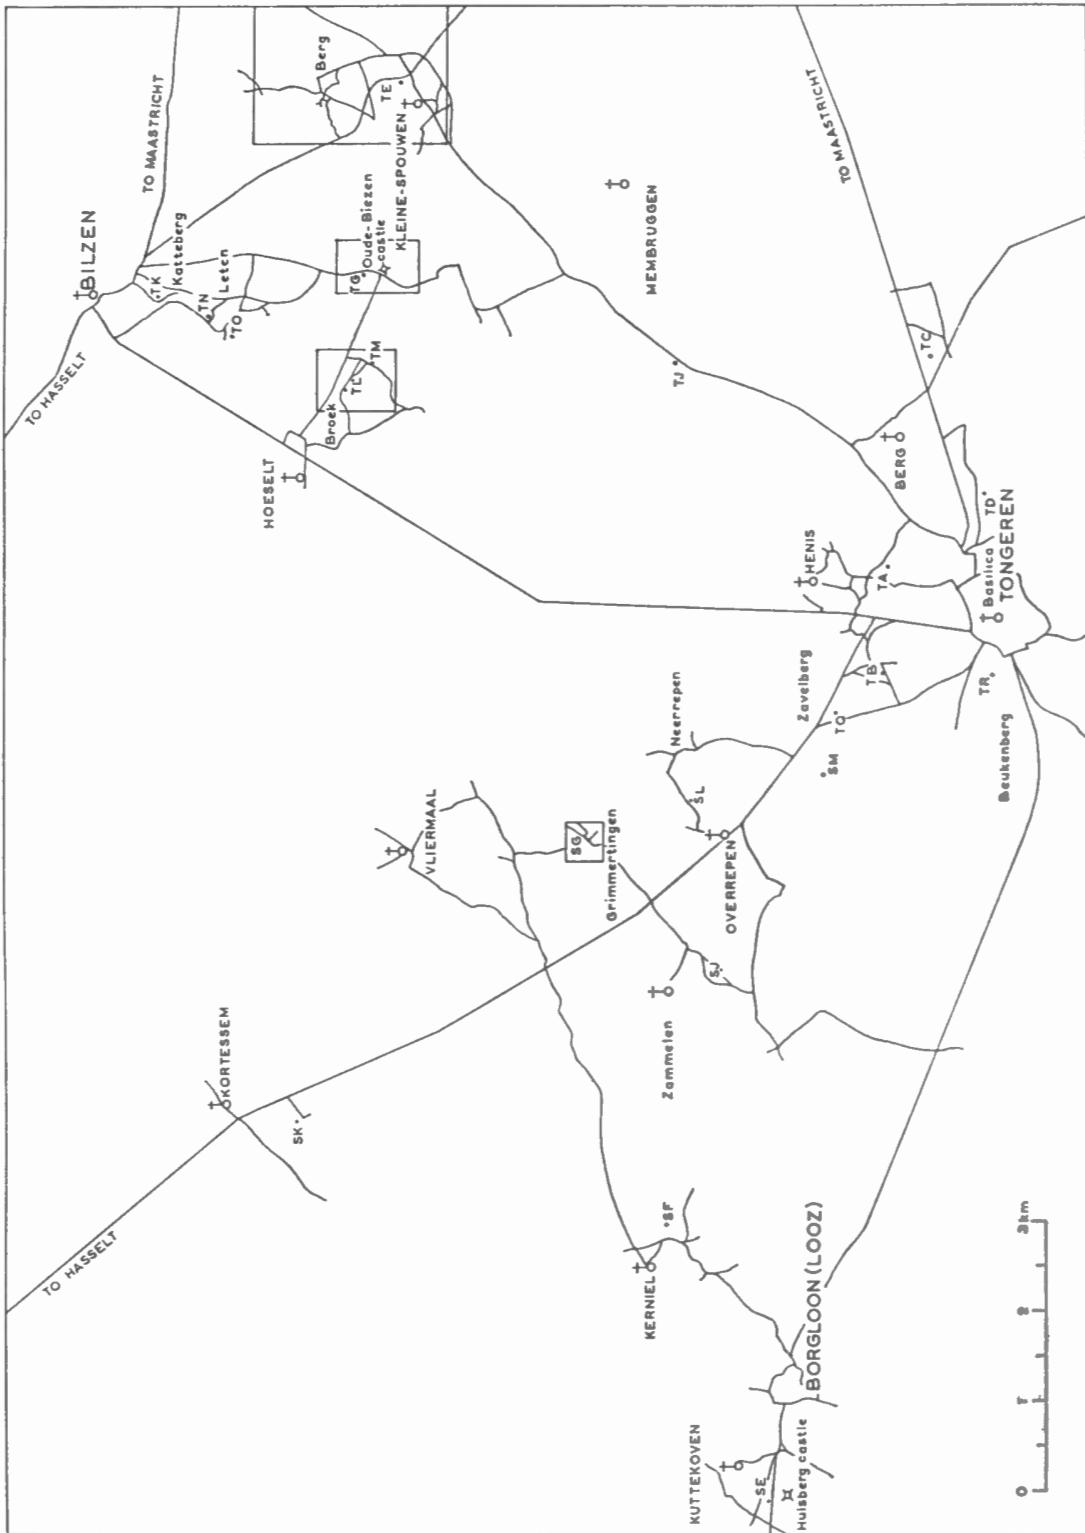 TO HASSELT
KORTESSEM
SK
TO HASSELT
BILZEN
TO MAASTRICHT
TK
Katteberg
TN
Leten
TO
HOESELT
Broek
TL
TM
TG
Oude-Biezen
castle
Berg
TE
KLEINE-SPOUWEN
VLIERMAAL
SG
Grimmertingen
KERNIEL
SF
Zammelen
SJ
OVERREPEN
SL
Neerrepen
MEMBRUGGEN
TJ
KUTTEKOVEN
SE
Hulsberg castle
BORGLOON (LOOZ)
SM
Zavelberg
TQ
TB
HENIS
TA
BERG
TC
TO MAASTRICHT
Beukenberg
TR
Basilica
TONGEREN
TD
0 1 2 3km